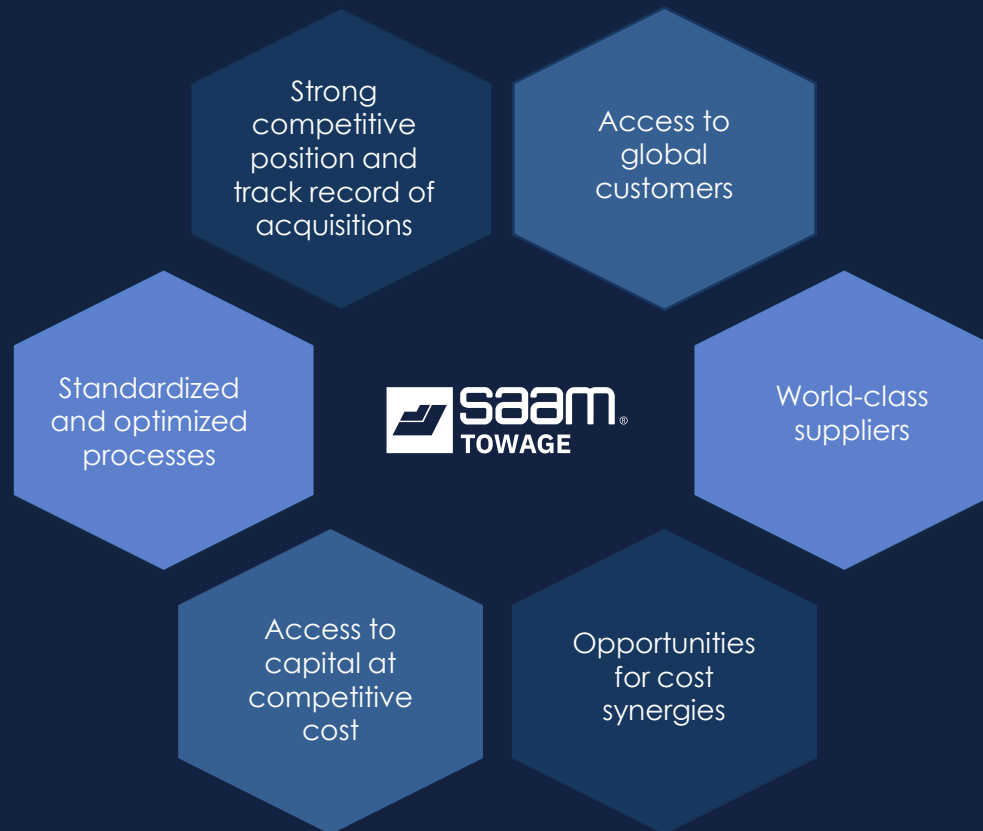 Strong
competitive
position and
track record of
acquisitions
Access to
global
customers
Standardized
and optimized
processes
saam®
TOWAGE
World-class
suppliers
Access to
capital at
competitive
cost
Opportunities
for cost
synergies